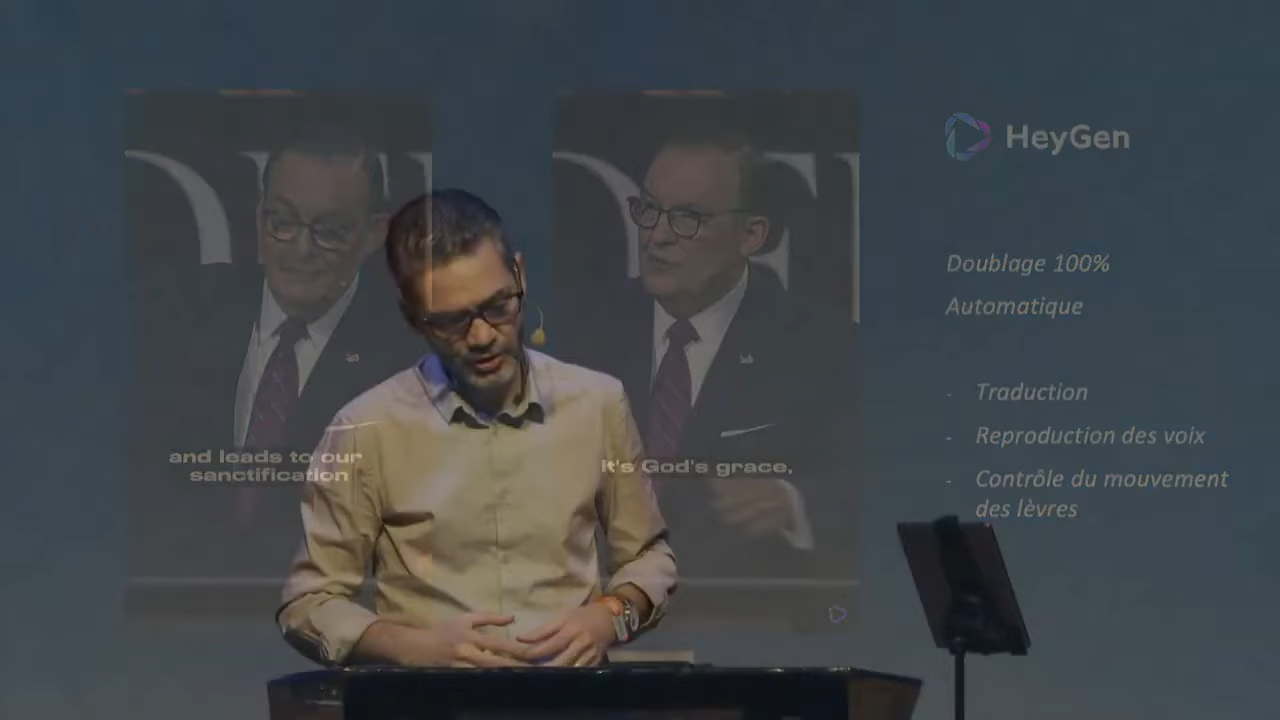 HeyGen
Doublage 100%
Automatique
- Traduction
- Reproduction des voix
- Contrôle du mouvement
des lèvres
and leads to our
sanctification
it's God's grace,